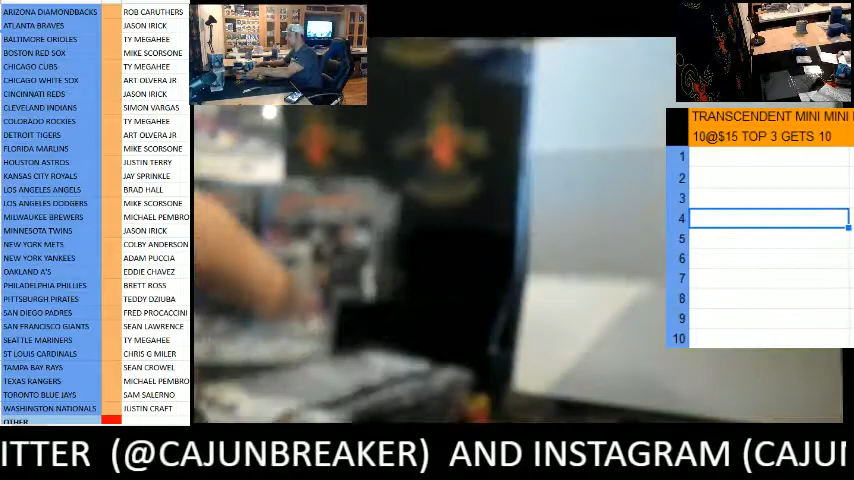 ARIZONA DIAMONDBACKS ROB CARUTHERS
ATLANTA BRAVES JASON IRICK
BALTIMORE ORIOLES TY MEGAHEE
BOSTON RED SOX MIKE SCORSONE
CHICAGO CUBS TY MEGAHEE
CHICAGO WHITE SOX ART OLVERA JR
CINCINNATI REDS JASON IRICK
CLEVELAND INDIANS SIMON VARGAS
COLORADO ROCKIES TY MEGAHEE
DETROIT TIGERS ART OLVERA JR
FLORIDA MARLINS MIKE SCORSONE
HOUSTON ASTROS JUSTIN TERRY
KANSAS CITY ROYALS JAY SPRINKLE
LOS ANGELES ANGELS BRAD HALL
LOS ANGELES DODGERS MIKE SCORSONE
MILWAUKEE BREWERS MICHAEL PEMBRO
MINNESOTA TWINS JASON IRICK
NEW YORK METS COLBY ANDERSON
NEW YORK YANKEES ADAM PUCCIA
OAKLAND A'S EDDIE CHAVEZ
PHILADELPHIA PHILLIES BRETT ROSS
PITTSBURGH PIRATES TEDDY DZIUBA
SAN DIEGO PADRES FRED PROCACCINI
SAN FRANCISCO GIANTS SEAN LAWRENCE
SEATTLE MARINERS TY MEGAHEE
ST LOUIS CARDINALS CHRIS G MILER
TAMPA BAY RAYS SEAN CROWEL
TEXAS RANGERS MICHAEL PEMBRO
TORONTO BLUE JAYS SAM SALERNO
WASHINGTON NATIONALS JUSTIN CRAFT
OTHER
TRANSCENDENT MINI MINI
10@$15 TOP 3 GETS 10
1
2
3
4
5
6
7
8
9
10
ITTER (@CAJUNBREAKER) AND INSTAGRAM (CAJU